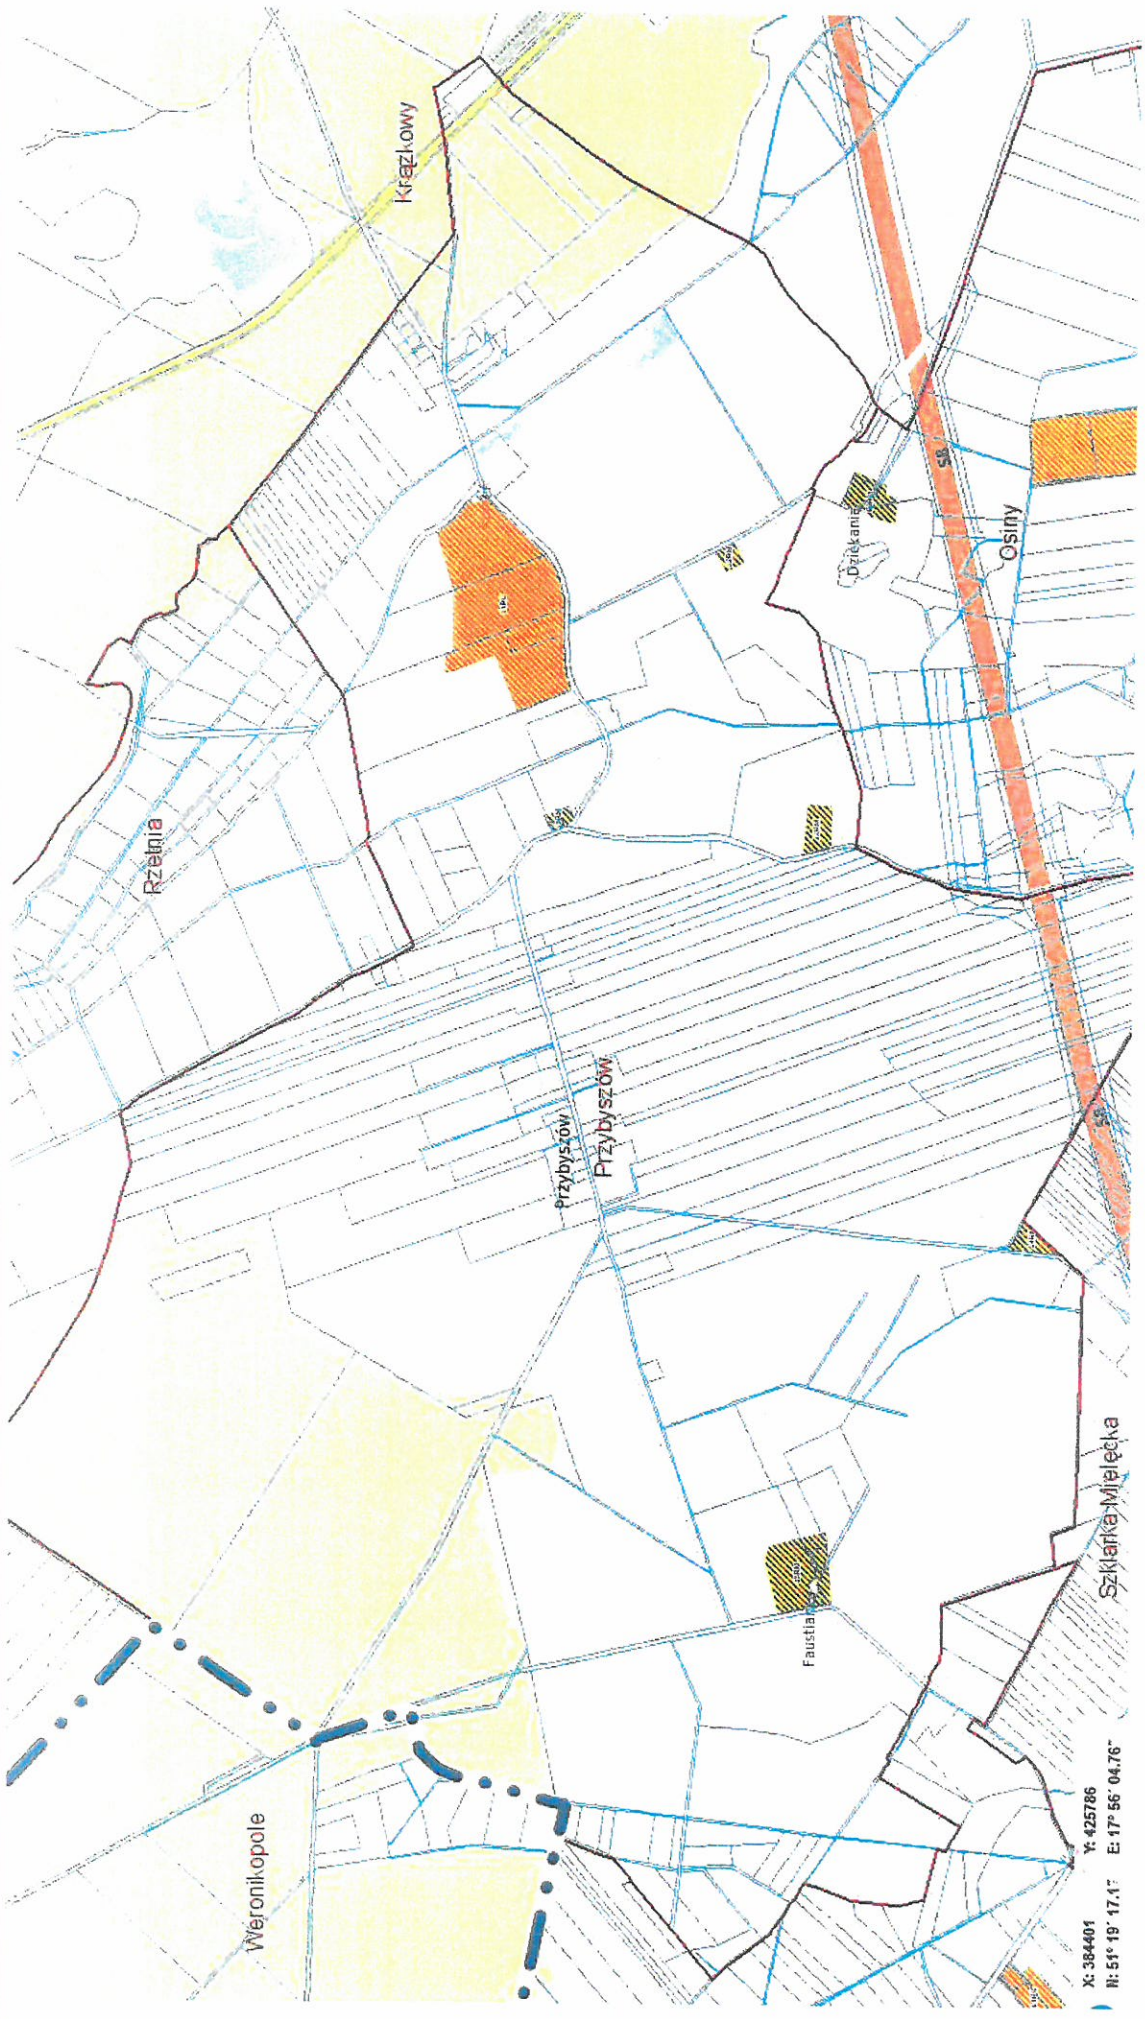 Weronikopole
Rzetnia
Krążkowy
Przybyszów
Przybyszów
Faustianka
Dziekanie
Osiny
S8
S8
Szklarka Mielęcka
X: 384401 Y: 425786
N: 51° 19' 17.1" E: 17° 56' 04.76"